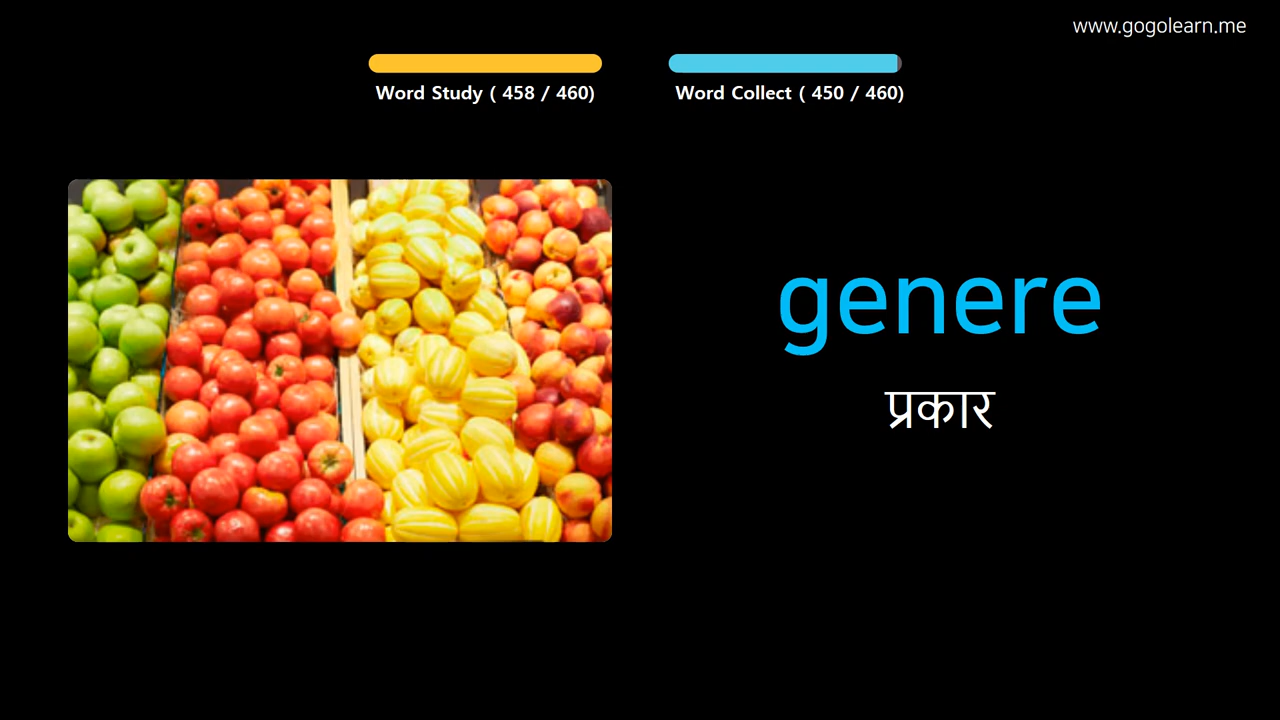 www.gogolearn.me
Word Study ( 458 / 460)
Word Collect ( 450 / 460)
genere
प्रकार